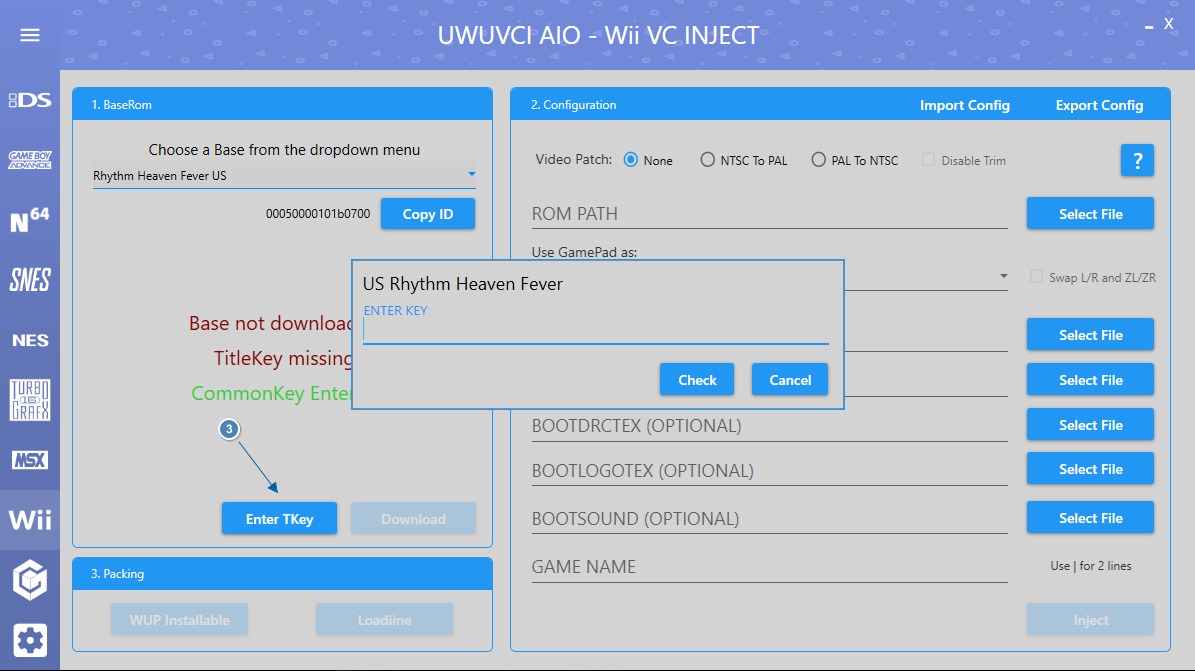 UWUVCI AIO - Wii VC INJECT
X
DS
GAME BOY
ADVANCE
N64
SNES
NES
TURBO
16
GRAFX
MSX
Wii
1. BaseRom
Choose a Base from the dropdown menu
Rhythm Heaven Fever US
00050000101b0700
Copy ID
Base not
TitleKey missing
CommonKey
3
Enter TKey
Download
3. Packing
WUP Installable
Loadiine
2. Configuration
Import Config
Export Config
Video Patch:
None
NTSC To PAL
PAL To NTSC
Disable Trim
?
ROM PATH
Select File
Use GamePad as:
Swap L/R and ZL/ZR
US Rhythm Heaven Fever
ENTER KEY
Check
Cancel
Select File
Select File
BOOTDRCTEX (OPTIONAL)
Select File
BOOTLOGOTEX (OPTIONAL)
Select File
BOOTSOUND (OPTIONAL)
Select File
GAME NAME
Use | for 2 lines
Inject